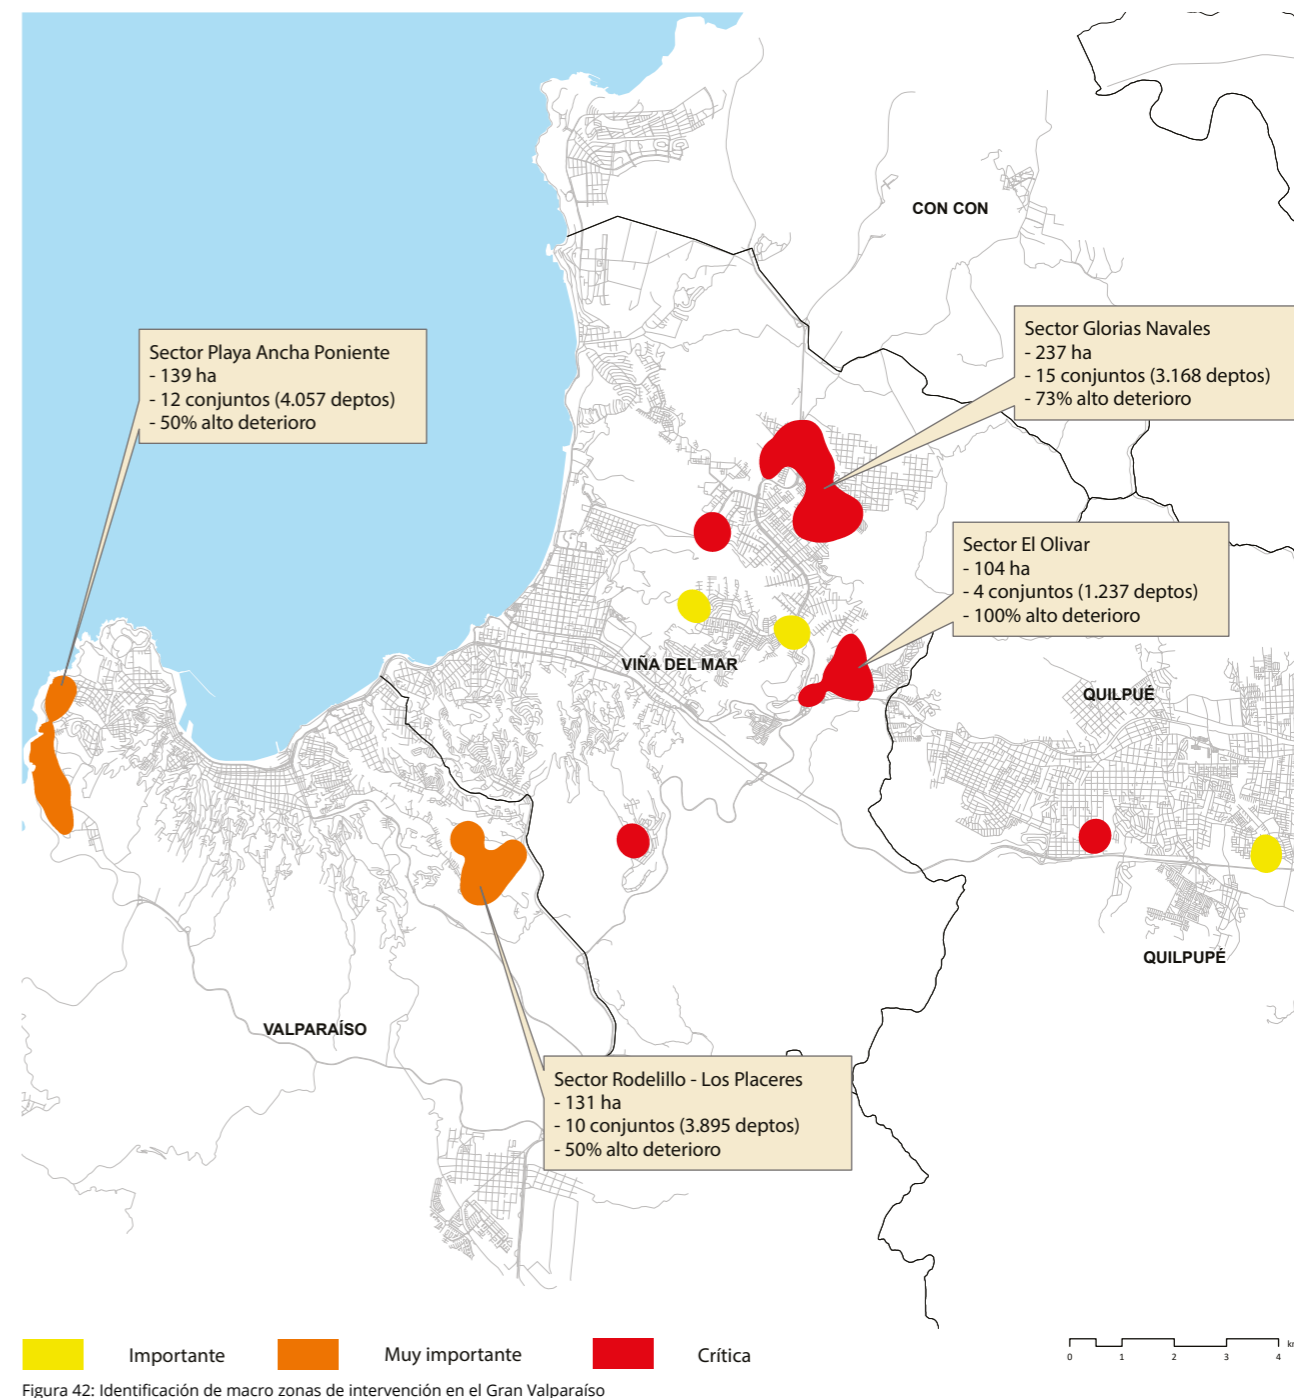 CON CON
Sector Glorias Navales
- 237 ha
- 15 conjuntos (3.168 deptos)
- 73% alto deterioro
Sector Playa Ancha Poniente
- 139 ha
- 12 conjuntos (4.057 deptos)
- 50% alto deterioro
Sector El Olivar
- 104 ha
- 4 conjuntos (1.237 deptos)
- 100% alto deterioro
VIÑA DEL MAR
QUILPUÉ
QUILPUPÉ
VALPARAÍSO
Sector Rodelillo - Los Placeres
- 131 ha
- 10 conjuntos (3.895 deptos)
- 50% alto deterioro
Importante
Muy importante
Crítica
0 1 2 3 4
Figura 42: Identificación de macro zonas de intervención en el Gran Valparaíso